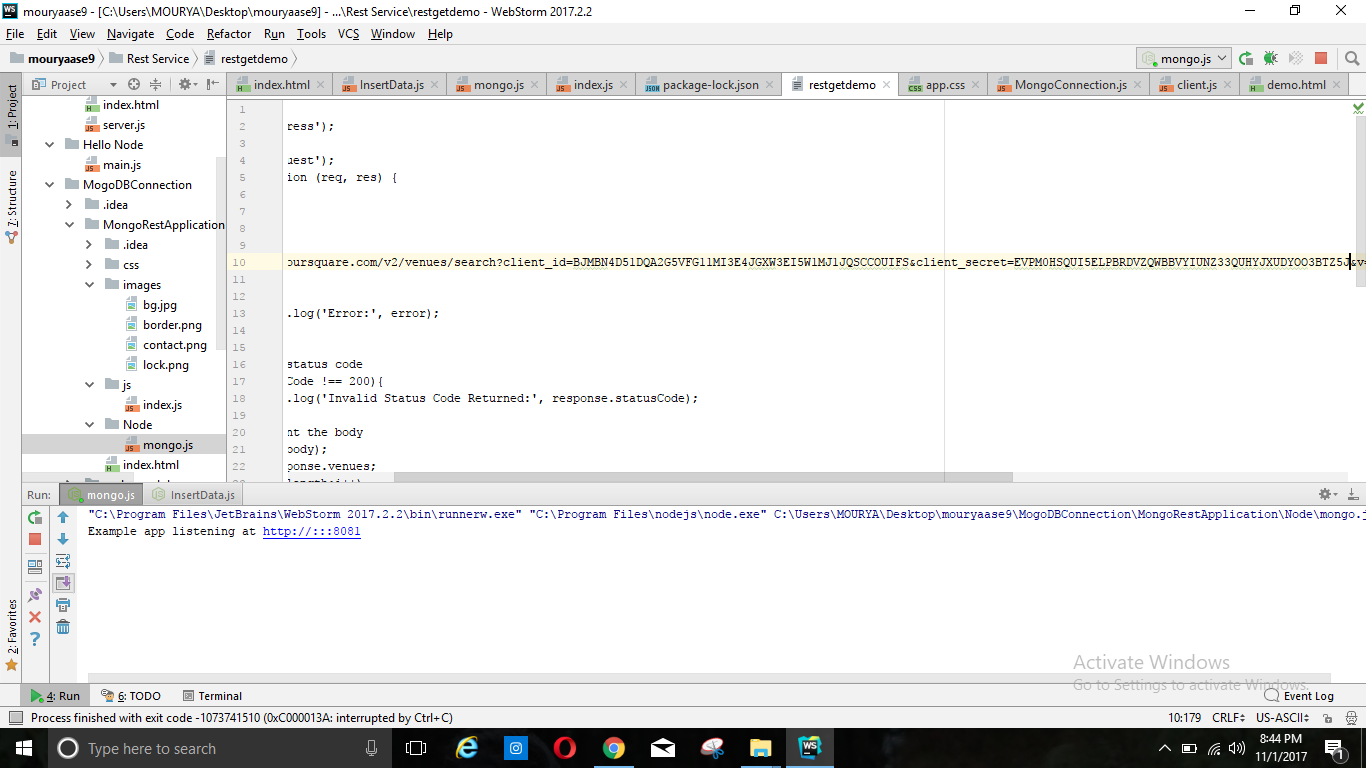 mouryaase9 - [C:\Users\MOURYA\Desktop\mouryaase9] - ...\Rest Service\restgetdemo - WebStorm 2017.2.2
File Edit View Navigate Code Refactor Run Tools VCS Window Help
mouryaase9 Rest Service restgetdemo mongo.js
Project index.html InsertData.js mongo.js index.js package-lock.json restgetdemo app.css MongoConnection.js client.js demo.html
1: Project
7: Structure
2: Favorites
index.html
server.js
Hello Node
main.js
MogoDBConnection
.idea
MongoRestApplication
.idea
css
images
bg.jpg
border.png
contact.png
lock.png
js
index.js
Node
mongo.js
index.html
1
2 ress');
3
4 uest');
5 ion (req, res) {
6
7
8
9
10 oursquare.com/v2/venues/search?client_id=BJMBN4D51DQA2G5VFG11MI3E4JGXW3EI5W1MJ1JQSCCOUIFS&client_secret=EVPM0HSQUI5ELPBRDVZQWBBVYIUNZ33QUHYJXUDYOO3BTZ5J&v=
11
12
13 .log('Error:', error);
14
15
16 status code
17 Code !== 200){
18 .log('Invalid Status Code Returned:', response.statusCode);
19
20 nt the body
21 body);
22 ponse.venues;
Run: mongo.js InsertData.js
"C:\Program Files\JetBrains\WebStorm 2017.2.2\bin\runnerw.exe" "C:\Program Files\nodejs\node.exe" C:\Users\MOURYA\Desktop\mouryaase9\MogoDBConnection\MongoRestApplication\Node\mongo.j
Example app listening at http://:::8081
Activate Windows
Go to Settings to activate Windows.
4: Run 6: TODO Terminal Event Log
Process finished with exit code -1073741510 (0xC000013A: interrupted by Ctrl+C) 10:179 CRLF US-ASCII
Type here to search
8:44 PM
11/1/2017
1